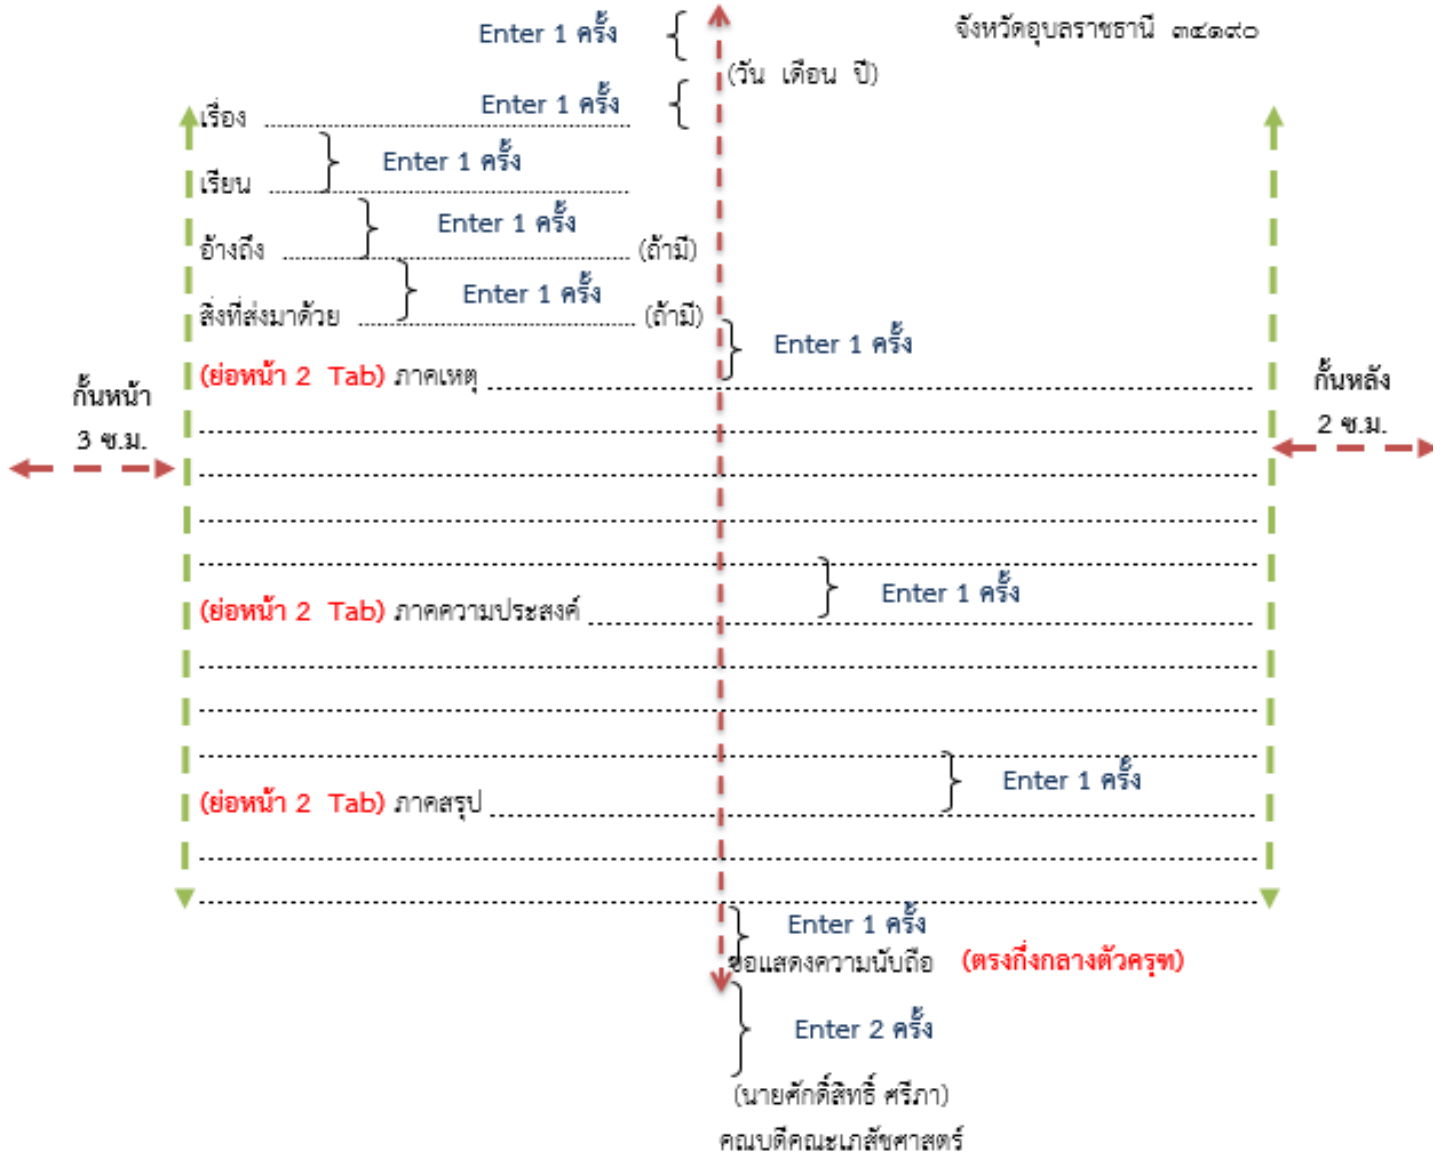 Enter 1 ครั้ง จังหวัดอุบลราชธานี ๓๔๑๙๐
(วัน เดือน ปี)
เรื่อง ........ Enter 1 ครั้ง
Enter 1 ครั้ง
เรียน ........
Enter 1 ครั้ง
อ้างถึง ........ (ถ้ามี)
Enter 1 ครั้ง
สิ่งที่ส่งมาด้วย ........ (ถ้ามี)
Enter 1 ครั้ง
(ย่อหน้า 2 Tab) ภาคเหตุ ........
กั้นหน้า
3 ซ.ม.
กั้นหลัง
2 ซ.ม.
Enter 1 ครั้ง
(ย่อหน้า 2 Tab) ภาคความประสงค์ ........
Enter 1 ครั้ง
(ย่อหน้า 2 Tab) ภาคสรุป ........
Enter 1 ครั้ง
ขอแสดงความนับถือ (ตรงกึ่งกลางตัวครุฑ)
Enter 2 ครั้ง
(นายศักดิ์สิทธิ์ ศรีภา)
คณบดีคณะเภสัชศาสตร์